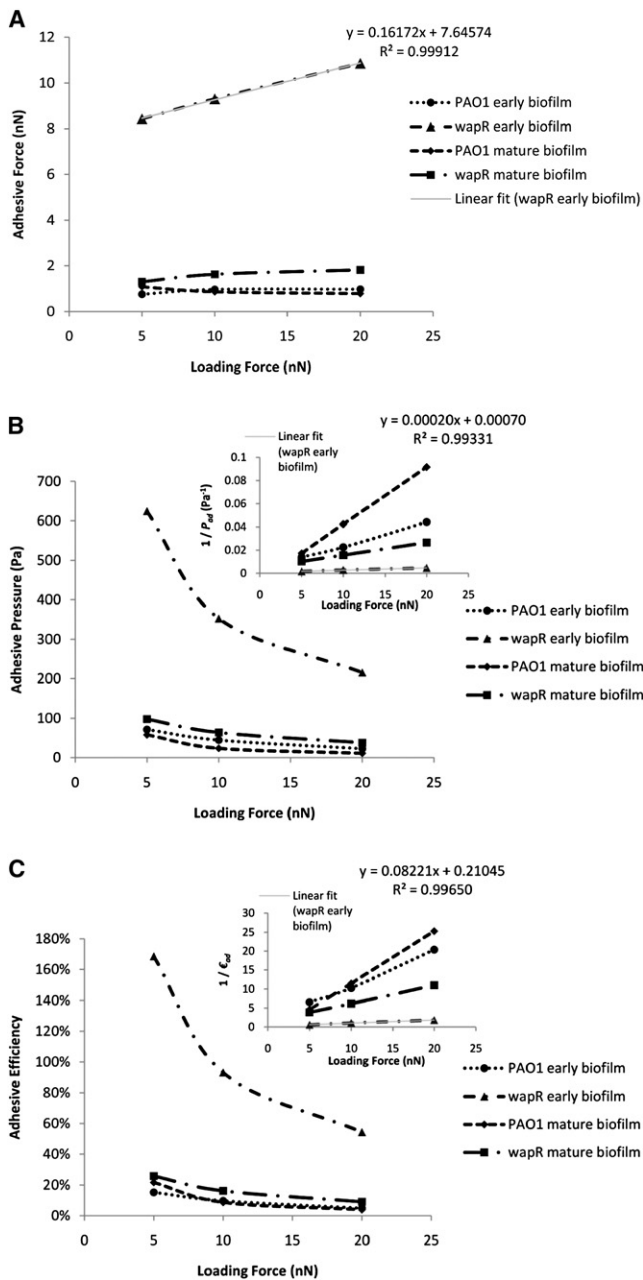 A
y = 0.16172x + 7.64574
R² = 0.99912
12
10
8
6
4
2
0
Adhesive Force (nN)
0 5 10 15 20 25
Loading Force (nN)
PAO1 early biofilm
wapR early biofilm
PAO1 mature biofilm
wapR mature biofilm
Linear fit (wapR early biofilm)
B
y = 0.00020x + 0.00070
R² = 0.99331
Linear fit
(wapR early
biofilm)
0.1
0.08
0.06
0.04
0.02
0
1 / Pad (Pa⁻¹)
0 5 10 15 20 25
Loading Force (nN)
700
600
500
400
300
200
100
0
Adhesive Pressure (Pa)
0 5 10 15 20 25
Loading Force (nN)
PAO1 early biofilm
wapR early biofilm
PAO1 mature biofilm
wapR mature biofilm
C
y = 0.08221x + 0.21045
R² = 0.99650
Linear fit
(wapR early
biofilm)
30
25
20
15
10
5
0
1 / €ad
0 5 10 15 20 25
Loading Force (nN)
180%
160%
140%
120%
100%
80%
60%
40%
20%
0%
Adhesive Efficiency
0 5 10 15 20 25
Loading Force (nN)
PAO1 early biofilm
wapR early biofilm
PAO1 mature biofilm
wapR mature biofilm